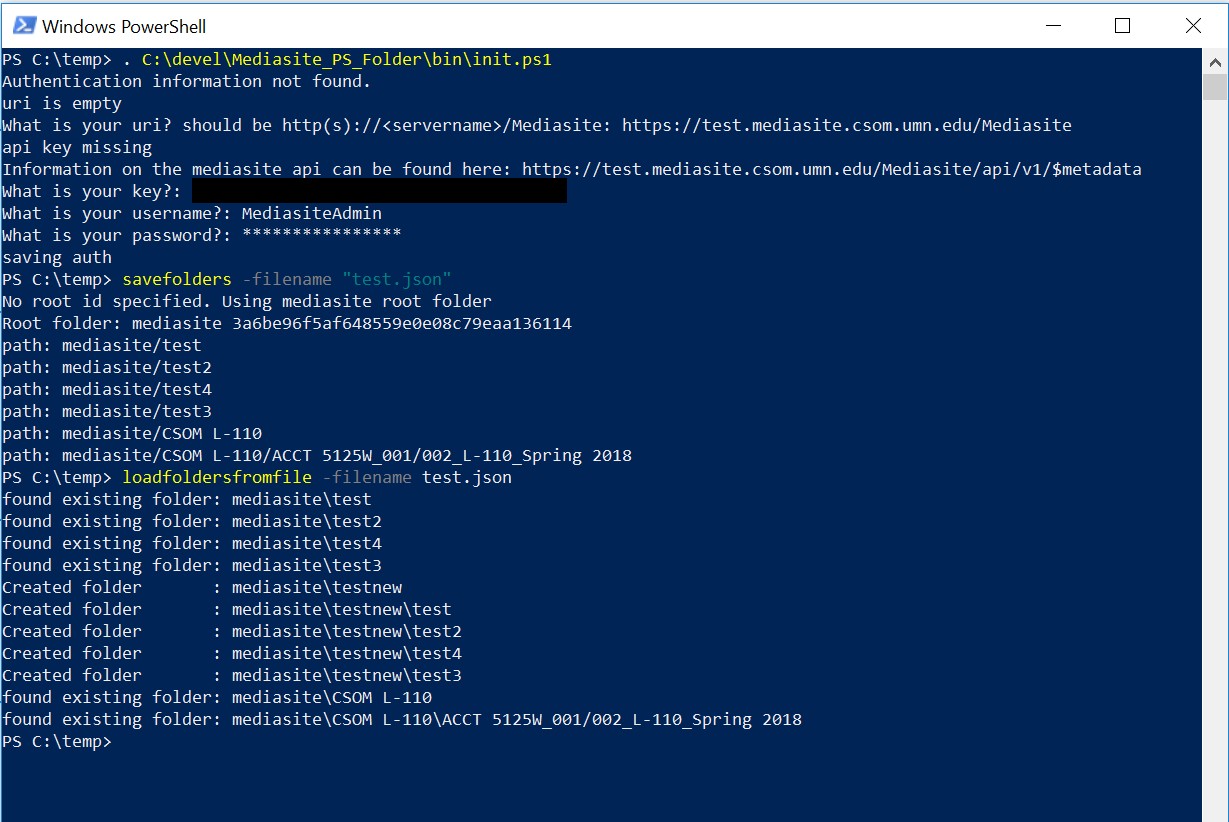 Windows PowerShell
PS C:\temp> . C:\devel\Mediasite_PS_Folder\bin\init.ps1
Authentication information not found.
uri is empty
What is your uri? should be http(s)://<servername>/Mediasite: https://test.mediasite.csom.umn.edu/Mediasite
api key missing
Information on the mediasite api can be found here: https://test.mediasite.csom.umn.edu/Mediasite/api/v1/$metadata
What is your key?:
What is your username?: MediasiteAdmin
What is your password?: ****************
saving auth
PS C:\temp> savefolders -filename "test.json"
No root id specified. Using mediasite root folder
Root folder: mediasite 3a6be96f5af648559e0e08c79eaa136114
path: mediasite/test
path: mediasite/test2
path: mediasite/test4
path: mediasite/test3
path: mediasite/CSOM L-110
path: mediasite/CSOM L-110/ACCT 5125W_001/002_L-110_Spring 2018
PS C:\temp> loadfoldersfromfile -filename test.json
found existing folder: mediasite\test
found existing folder: mediasite\test2
found existing folder: mediasite\test4
found existing folder: mediasite\test3
Created folder       : mediasite\testnew
Created folder       : mediasite\testnew\test
Created folder       : mediasite\testnew\test2
Created folder       : mediasite\testnew\test4
Created folder       : mediasite\testnew\test3
found existing folder: mediasite\CSOM L-110
found existing folder: mediasite\CSOM L-110\ACCT 5125W_001/002_L-110_Spring 2018
PS C:\temp>